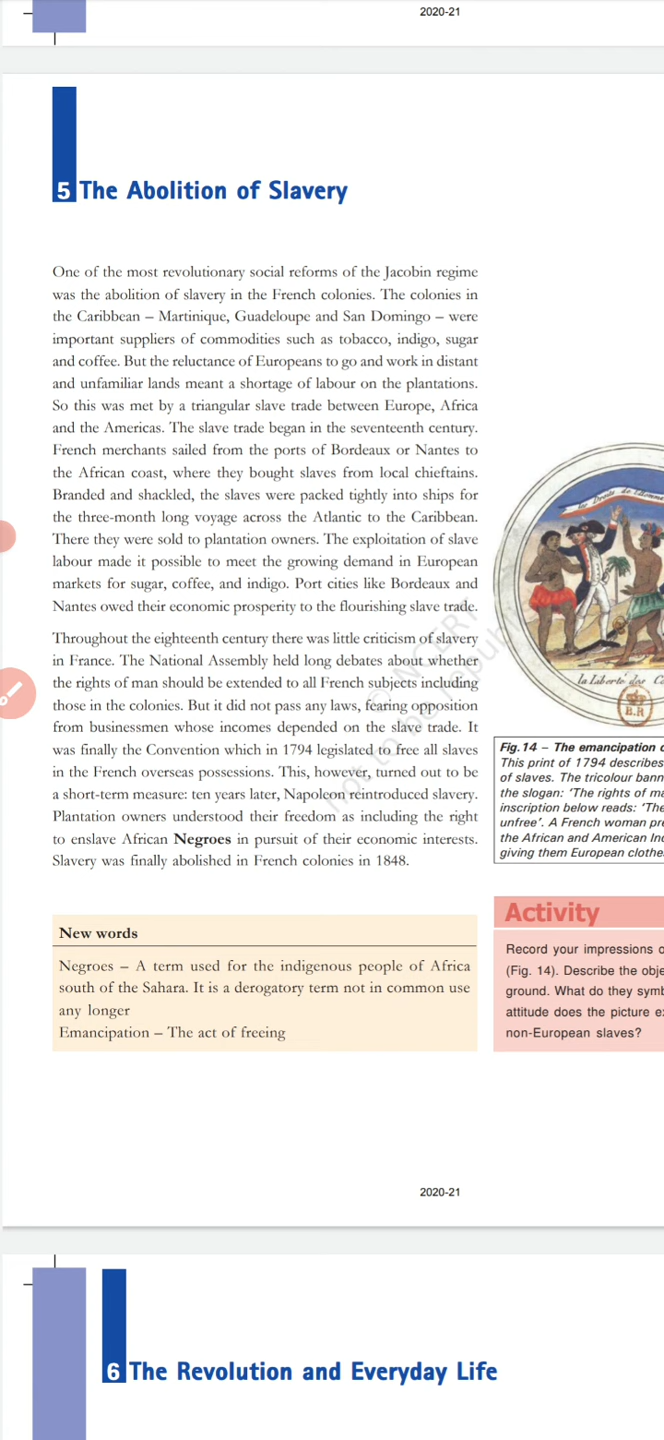 2020-21
5 The Abolition of Slavery
One of the most revolutionary social reforms of the Jacobin regime
was the abolition of slavery in the French colonies. The colonies in
the Caribbean – Martinique, Guadeloupe and San Domingo – were
important suppliers of commodities such as tobacco, indigo, sugar
and coffee. But the reluctance of Europeans to go and work in distant
and unfamiliar lands meant a shortage of labour on the plantations.
So this was met by a triangular slave trade between Europe, Africa
and the Americas. The slave trade began in the seventeenth century.
French merchants sailed from the ports of Bordeaux or Nantes to
the African coast, where they bought slaves from local chieftains.
Branded and shackled, the slaves were packed tightly into ships for
the three-month long voyage across the Atlantic to the Caribbean.
There they were sold to plantation owners. The exploitation of slave
labour made it possible to meet the growing demand in European
markets for sugar, coffee, and indigo. Port cities like Bordeaux and
Nantes owed their economic prosperity to the flourishing slave trade.
Throughout the eighteenth century there was little criticism of slavery
in France. The National Assembly held long debates about whether
the rights of man should be extended to all French subjects including
those in the colonies. But it did not pass any laws, fearing opposition
from businessmen whose incomes depended on the slave trade. It
was finally the Convention which in 1794 legislated to free all slaves
in the French overseas possessions. This, however, turned out to be
a short-term measure: ten years later, Napoleon reintroduced slavery.
Plantation owners understood their freedom as including the right
to enslave African Negroes in pursuit of their economic interests.
Slavery was finally abolished in French colonies in 1848.
© NCERT
not to be republ
New words
Negroes – A term used for the indigenous people of Africa
south of the Sahara. It is a derogatory term not in common use
any longer
Emancipation – The act of freeing
Droits de l'homme
la Liberté des C
B.R
Fig.14 – The emancipation o
This print of 1794 describes
of slaves. The tricolour bann
the slogan: 'The rights of ma
inscription below reads: 'The
unfree'. A French woman pre
the African and American Ind
giving them European clothe
Activity
Record your impressions o
(Fig. 14). Describe the obje
ground. What do they symb
attitude does the picture e
non-European slaves?
2020-21
6 The Revolution and Everyday Life